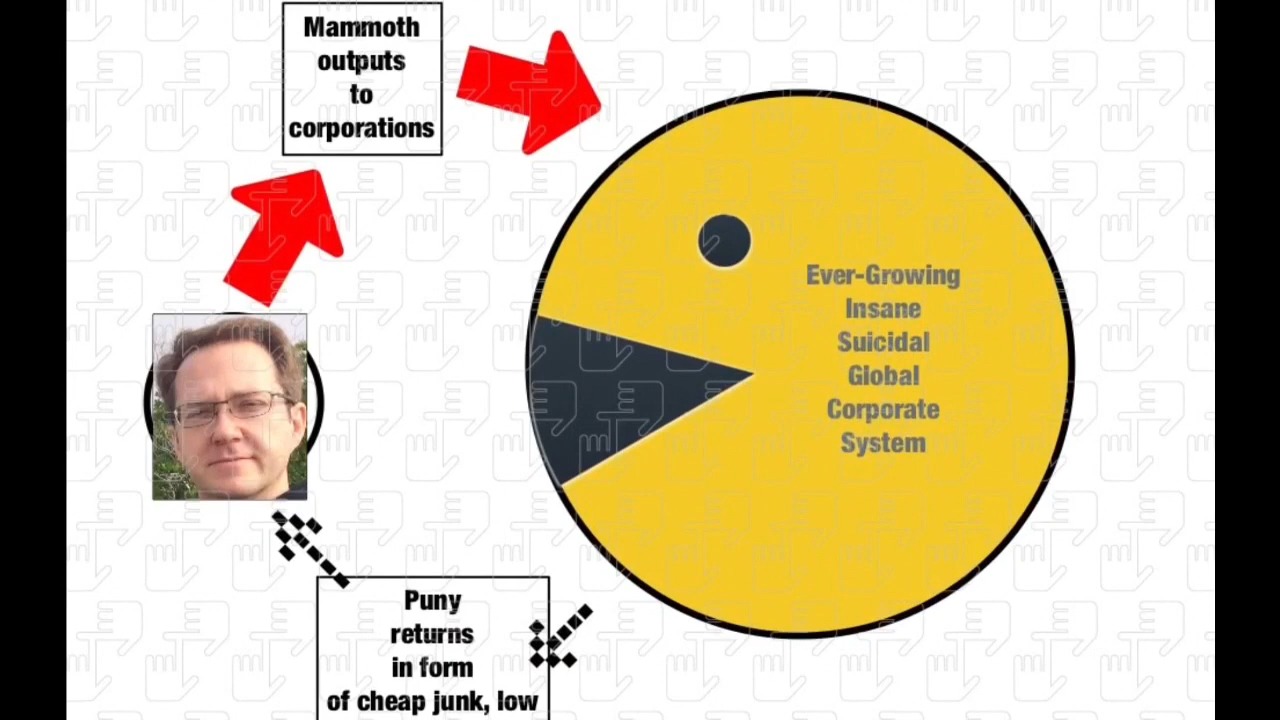 Mammoth
outputs
to
corporations
Ever-Growing
Insane
Suicidal
Global
Corporate
System
Puny
returns
in form
of cheap junk, low